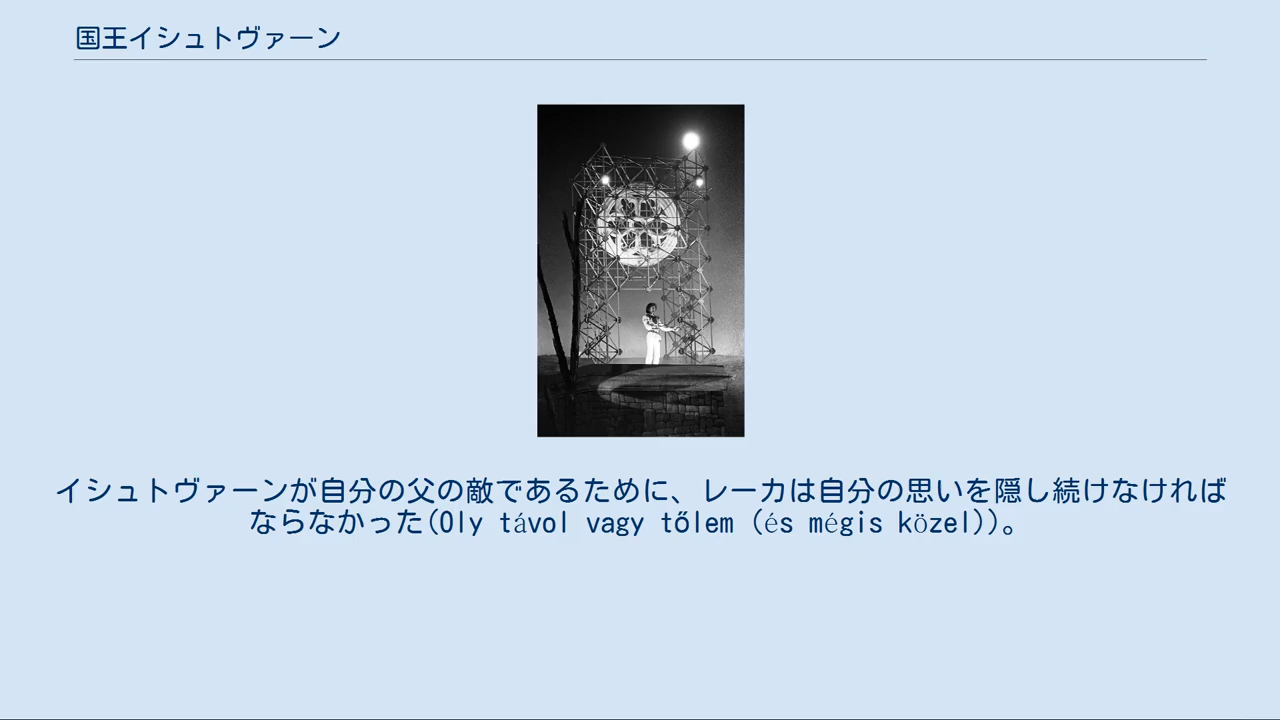 国王イシュトヴァーン
イシュトヴァーンが自分の父の敵であるために、レーカは自分の思いを隠し続けなければ
ならなかった(Oly távol vagy tőlem (és mégis közel))。